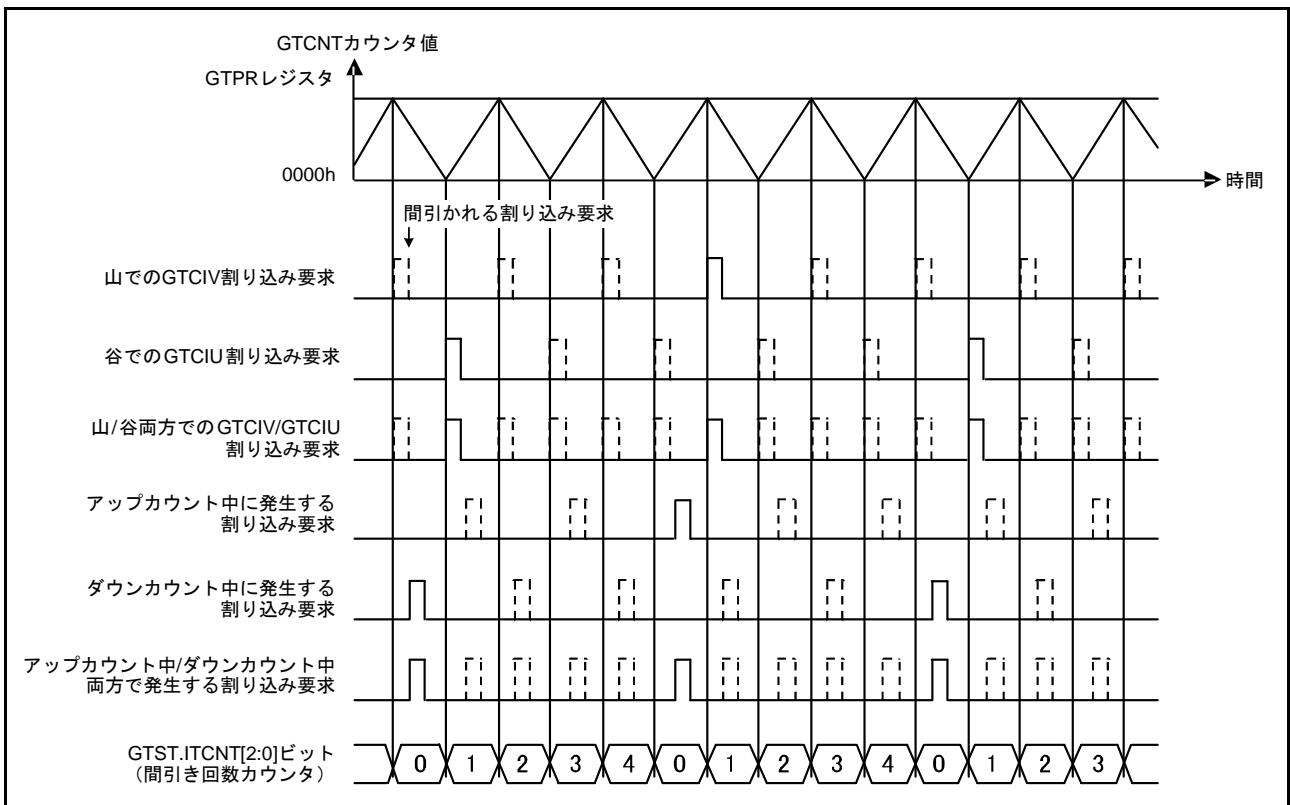 GTCNTカウンタ値
GTPRレジスタ
0000h
時間
間引かれる割り込み要求
山でのGTCIV割り込み要求
谷でのGTCIU割り込み要求
山/谷両方でのGTCIV/GTCIU
割り込み要求
アップカウント中に発生する
割り込み要求
ダウンカウント中に発生する
割り込み要求
アップカウント中/ダウンカウント中
両方で発生する割り込み要求
GTST.ITCNT[2:0]ビット
（間引き回数カウンタ）
0 1 2 3 4 0 1 2 3 4 0 1 2 3